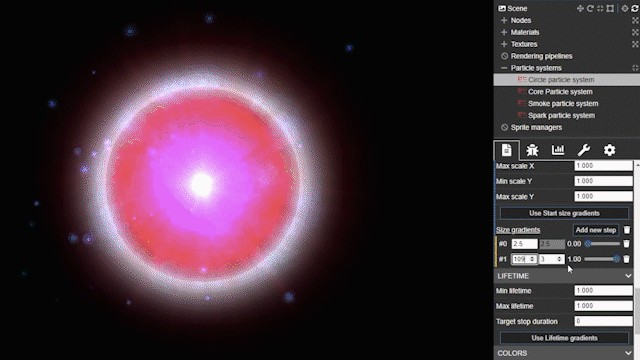 Scene
Nodes
Materials
Textures
Rendering pipelines
Particle systems
Circle particle system
Core Particle system
Smoke particle system
Spark particle system
Sprite managers
Max scale X 1.000
Min scale Y 1.000
Max scale Y 1.000
Use Start size gradients
Size gradients Add new step
#0 2.5 2.5 0.00
#1 109 3 1.00
LIFETIME
Min lifetime 1.000
Max lifetime 1.000
Target stop duration 0
Use Lifetime gradients
COLORS